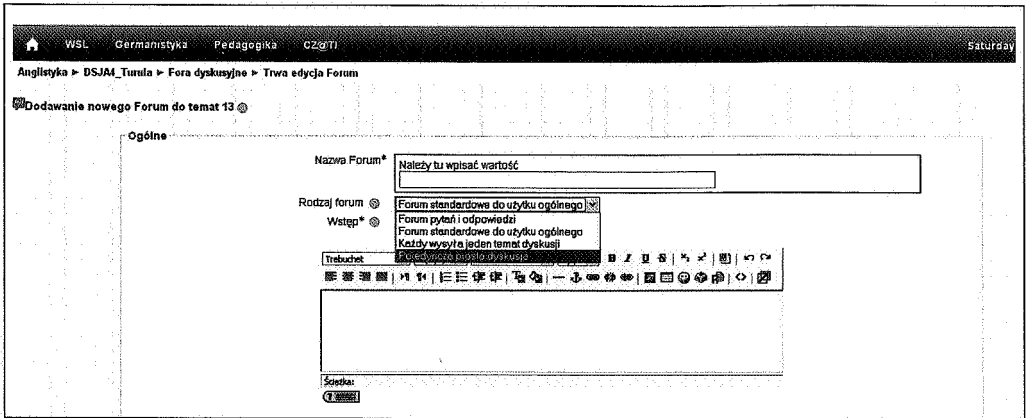 WSL Germanistyka Pedagogika CZ@TI Saturday
Anglistyka ► DSJA4_Turula ► Fora dyskusyjne ► Trwa edycja Forum
Dodawanie nowego Forum do temat 13
Ogólne
Nazwa Forum*
Należy tu wpisać wartość
Rodzaj forum
Forum standardowe do użytku ogólnego
Wstęp*
Forum pytań i odpowiedzi
Forum standardowe do użytku ogólnego
Każdy wysyła jeden temat dyskusji
Pojedyncza prosta dyskusja
Trebuchet
B I U S
Ścieżka: